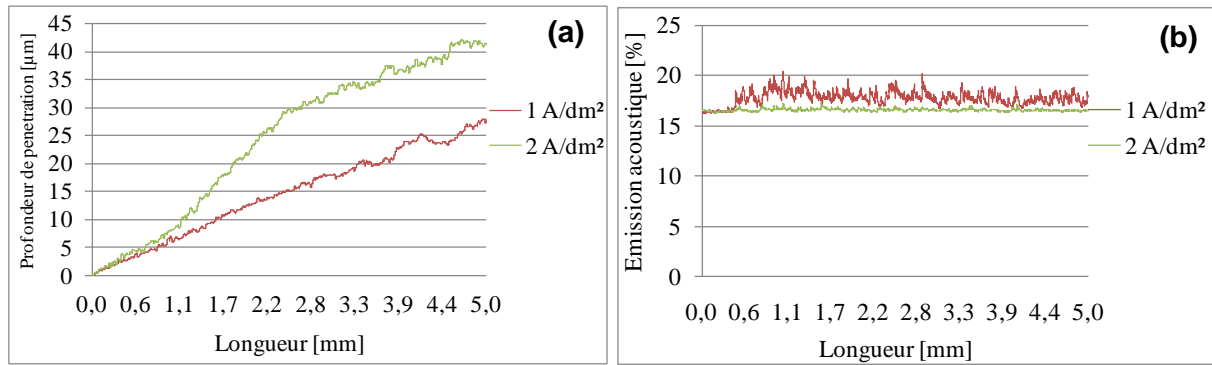 (a)
Profondeur de penetration [µm]
45
40
35
30
25
20
15
10
5
0
0,0 0,6 1,1 1,7 2,2 2,8 3,3 3,9 4,4 5,0
Longueur [mm]
1 A/dm²
2 A/dm²
(b)
Emission acoustique [%]
25
20
15
10
5
0
0,0 0,6 1,1 1,7 2,2 2,8 3,3 3,9 4,4 5,0
Longueur [mm]
1 A/dm²
2 A/dm²